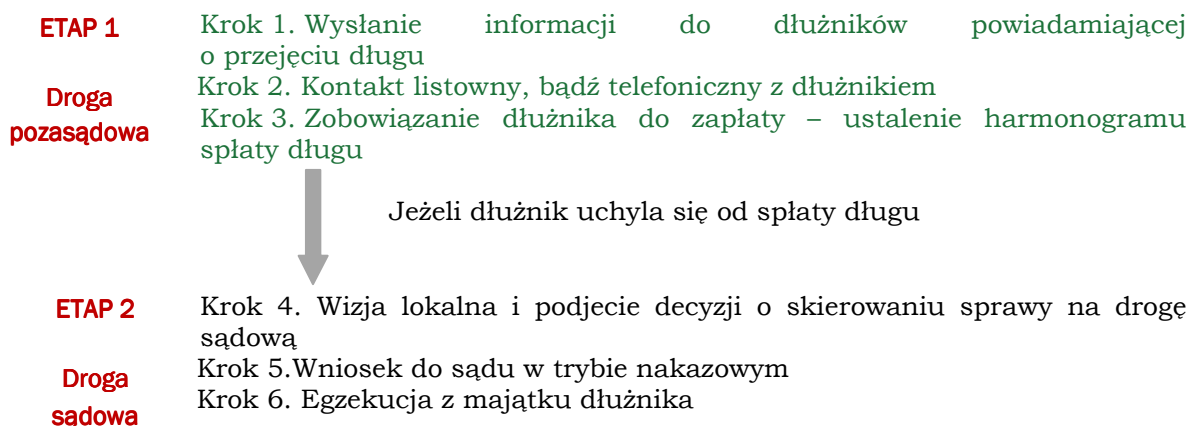 ETAP 1
Krok 1. Wysłanie informacji do dłużników powiadamiającej
o przejęciu długu
Droga
pozasądowa
Krok 2. Kontakt listowny, bądź telefoniczny z dłużnikiem
Krok 3. Zobowiązanie dłużnika do zapłaty – ustalenie harmonogramu
spłaty długu
Jeżeli dłużnik uchyla się od spłaty długu
ETAP 2
Krok 4. Wizja lokalna i podjecie decyzji o skierowaniu sprawy na drogę
sądową
Droga
sądowa
Krok 5.Wniosek do sądu w trybie nakazowym
Krok 6. Egzekucja z majątku dłużnika